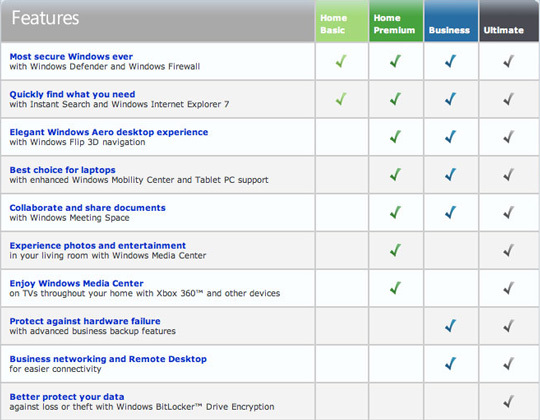 Features
Home Basic
Home Premium
Business
Ultimate
Most secure Windows ever
with Windows Defender and Windows Firewall
Quickly find what you need
with Instant Search and Windows Internet Explorer 7
Elegant Windows Aero desktop experience
with Windows Flip 3D navigation
Best choice for laptops
with enhanced Windows Mobility Center and Tablet PC support
Collaborate and share documents
with Windows Meeting Space
Experience photos and entertainment
in your living room with Windows Media Center
Enjoy Windows Media Center
on TVs throughout your home with Xbox 360™ and other devices
Protect against hardware failure
with advanced business backup features
Business networking and Remote Desktop
for easier connectivity
Better protect your data
against loss or theft with Windows BitLocker™ Drive Encryption